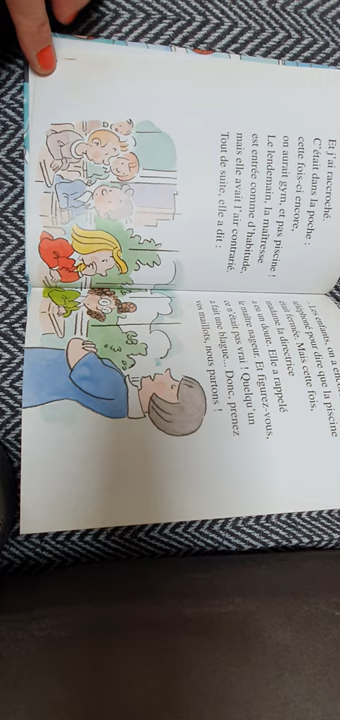 Et j'ai raccroché.
C'était dans la poche :
cette fois-ci encore,
on aurait gym, et pas piscine !
Le lendemain, la maîtresse
est entrée comme d'habitude,
mais elle avait l'air contrarié.
Tout de suite, elle a dit :
- Les enfants, on a encore
téléphoné pour dire que la piscine
était fermée. Mais cette fois,
madame la directrice
a eu un doute. Elle a rappelé
le maître nageur. Et figurez-vous,
ce n'était pas vrai ! Quelqu'un
a fait une blague... Donc, prenez
vos maillots, nous partons !